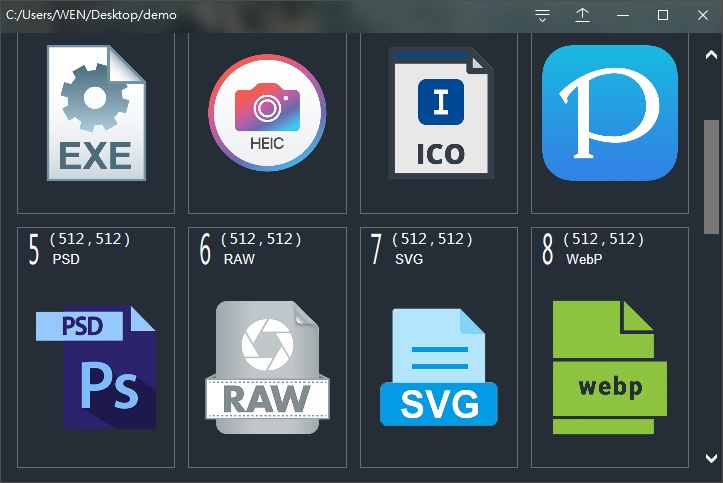 C:/Users/WEN/Desktop/demo
EXE
HEIC
I
ICO
P
5 (512,512)
PSD
6 (512,512)
RAW
7 (512,512)
SVG
8 (512,512)
WebP
PSD
Ps
RAW
SVG
webp